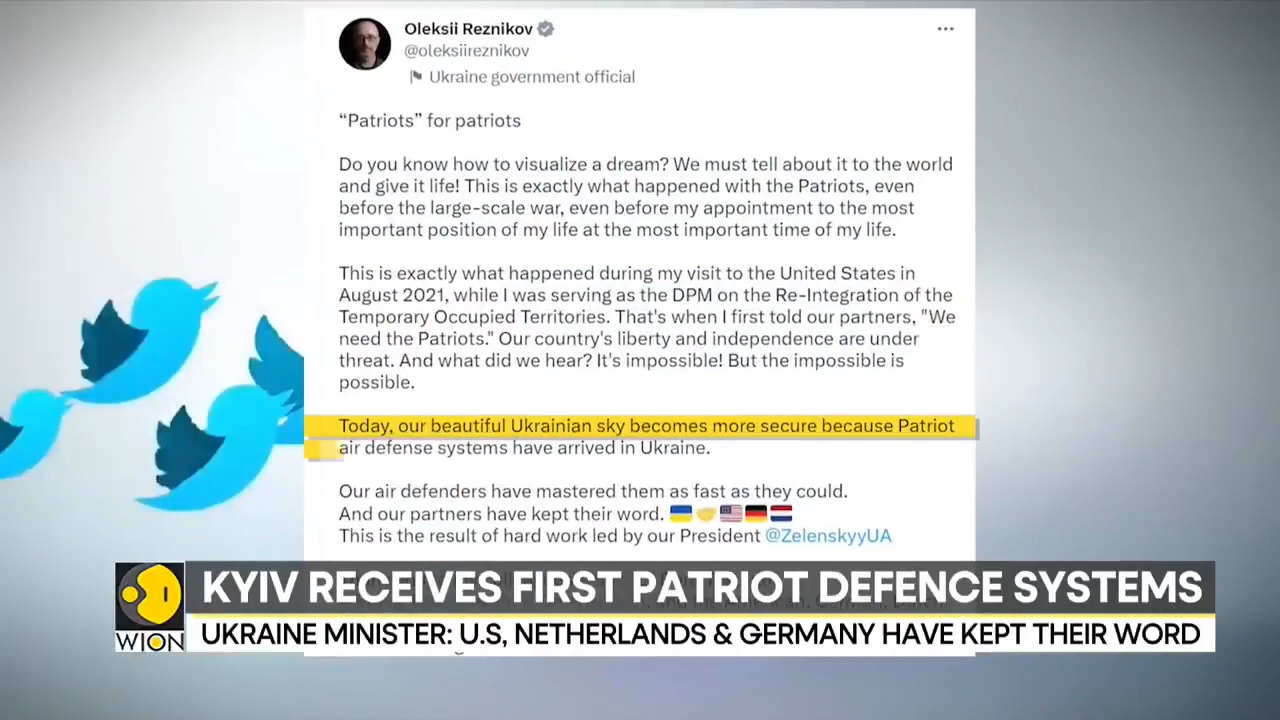 Oleksii Reznikov
@oleksiireznikov
Ukraine government official
“Patriots” for patriots
Do you know how to visualize a dream? We must tell about it to the world
and give it life! This is exactly what happened with the Patriots, even
before the large-scale war, even before my appointment to the most
important position of my life at the most important time of my life.
This is exactly what happened during my visit to the United States in
August 2021, while I was serving as the DPM on the Re-Integration of the
Temporary Occupied Territories. That's when I first told our partners, "We
need the Patriots." Our country's liberty and independence are under
threat. And what did we hear? It's impossible! But the impossible is
possible.
Today, our beautiful Ukrainian sky becomes more secure because Patriot
air defense systems have arrived in Ukraine.
Our air defenders have mastered them as fast as they could.
And our partners have kept their word. 🇺🇦🤝🇺🇸🇩🇪🇳🇱
This is the result of hard work led by our President @ZelenskyyUA
KYIV RECEIVES FIRST PATRIOT DEFENCE SYSTEMS
UKRAINE MINISTER: U.S, NETHERLANDS & GERMANY HAVE KEPT THEIR WORD
WION